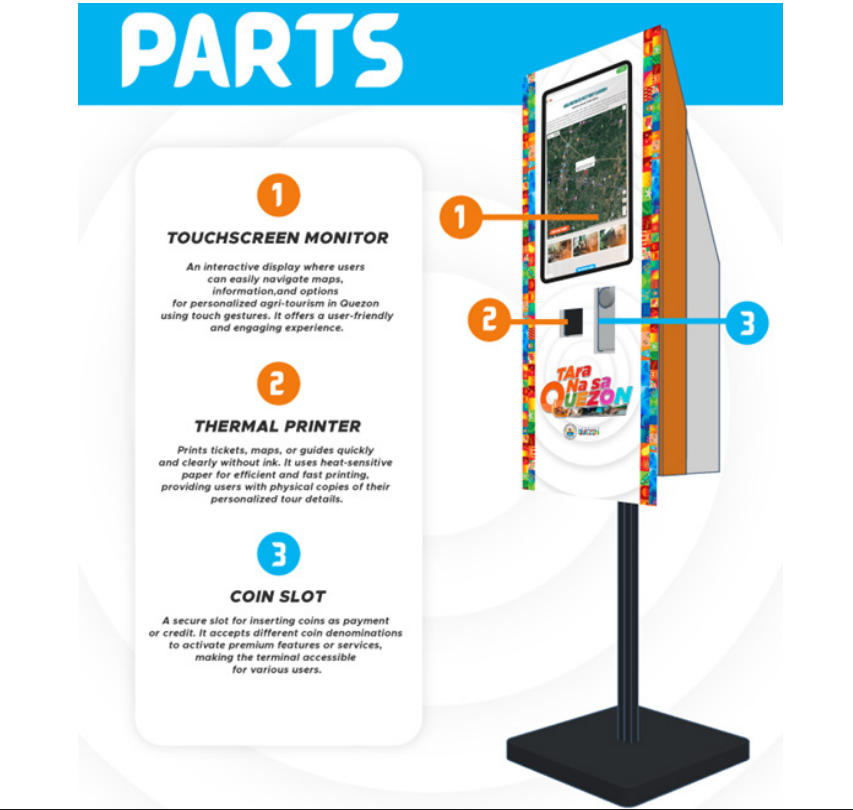 PARTS
1
TOUCHSCREEN MONITOR
An interactive display where users
can easily navigate maps,
information,and options
for personalized agri-tourism in Quezon
using touch gestures. It offers a user-friendly
and engaging experience.
2
THERMAL PRINTER
Prints tickets, maps, or guides quickly
and clearly without ink. It uses heat-sensitive
paper for efficient and fast printing,
providing users with physical copies of their
personalized tour details.
3
COIN SLOT
A secure slot for inserting coins as payment
or credit. It accepts different coin denominations
to activate premium features or services,
making the terminal accessible
for various users.
1
2
3
TAra
Na sa
QUEZON
QUEZON